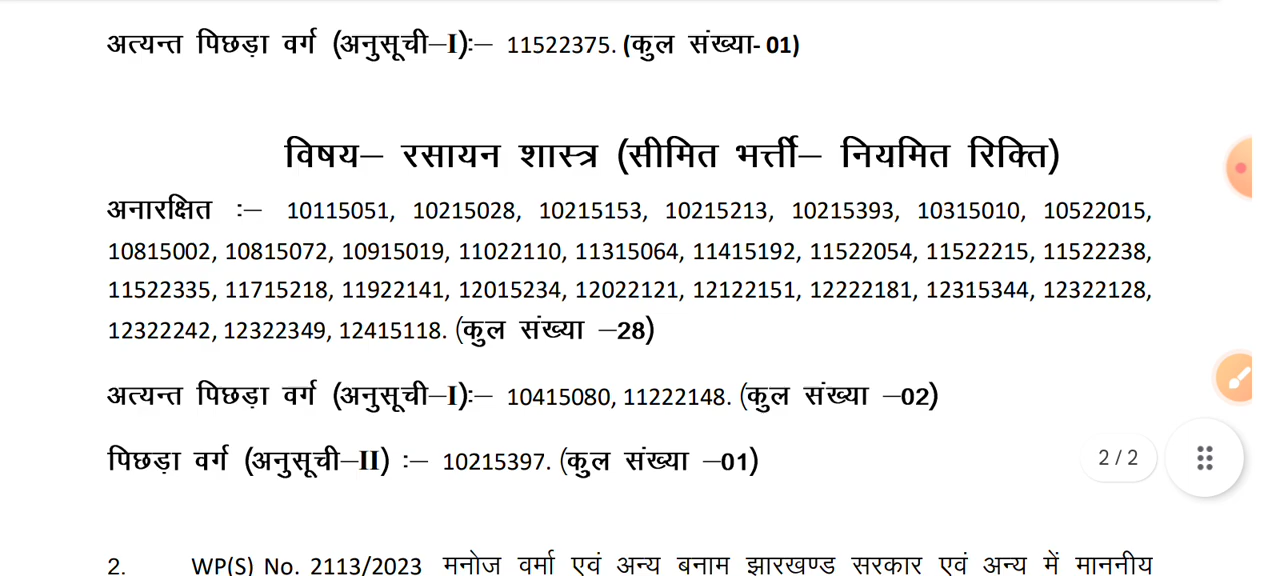 अत्यन्त पिछड़ा वर्ग (अनुसूची–I):– 11522375. (कुल संख्या- 01)
विषय– रसायन शास्त्र (सीमित भर्त्ती– नियमित रिक्ति)
अनारक्षित :– 10115051, 10215028, 10215153, 10215213, 10215393, 10315010, 10522015,
10815002, 10815072, 10915019, 11022110, 11315064, 11415192, 11522054, 11522215, 11522238,
11522335, 11715218, 11922141, 12015234, 12022121, 12122151, 12222181, 12315344, 12322128,
12322242, 12322349, 12415118. (कुल संख्या –28)
अत्यन्त पिछड़ा वर्ग (अनुसूची–I):– 10415080, 11222148. (कुल संख्या –02)
पिछड़ा वर्ग (अनुसूची–II) :– 10215397. (कुल संख्या –01)
2 / 2
2. WP(S) No. 2113/2023 मनोज वर्मा एवं अन्य बनाम झारखण्ड सरकार एवं अन्य में माननीय